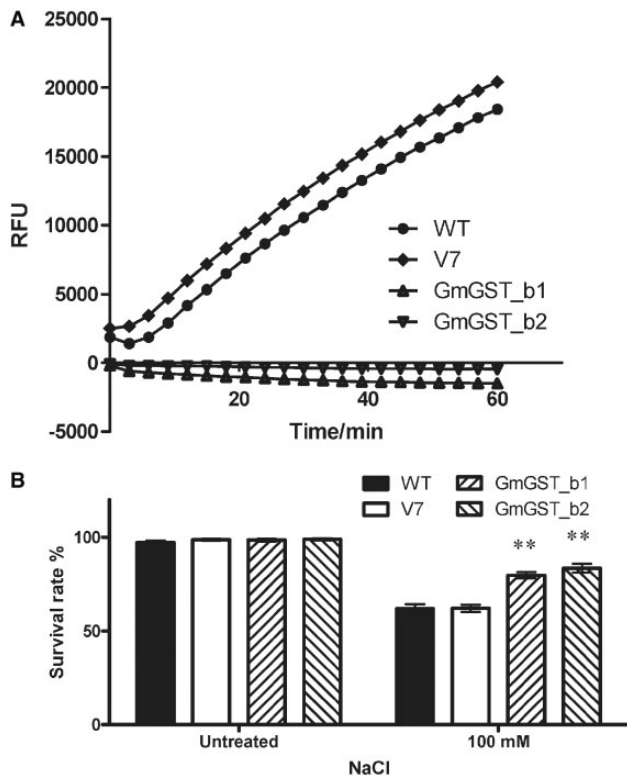 A
25000
20000
15000
10000
5000
0
-5000
RFU
WT
V7
GmGST_b1
GmGST_b2
20
40
60
Time/min
B
WT
GmGST_b1
V7
GmGST_b2
100
50
0
Survival rate %
**
**
Untreated
100 mM
NaCl